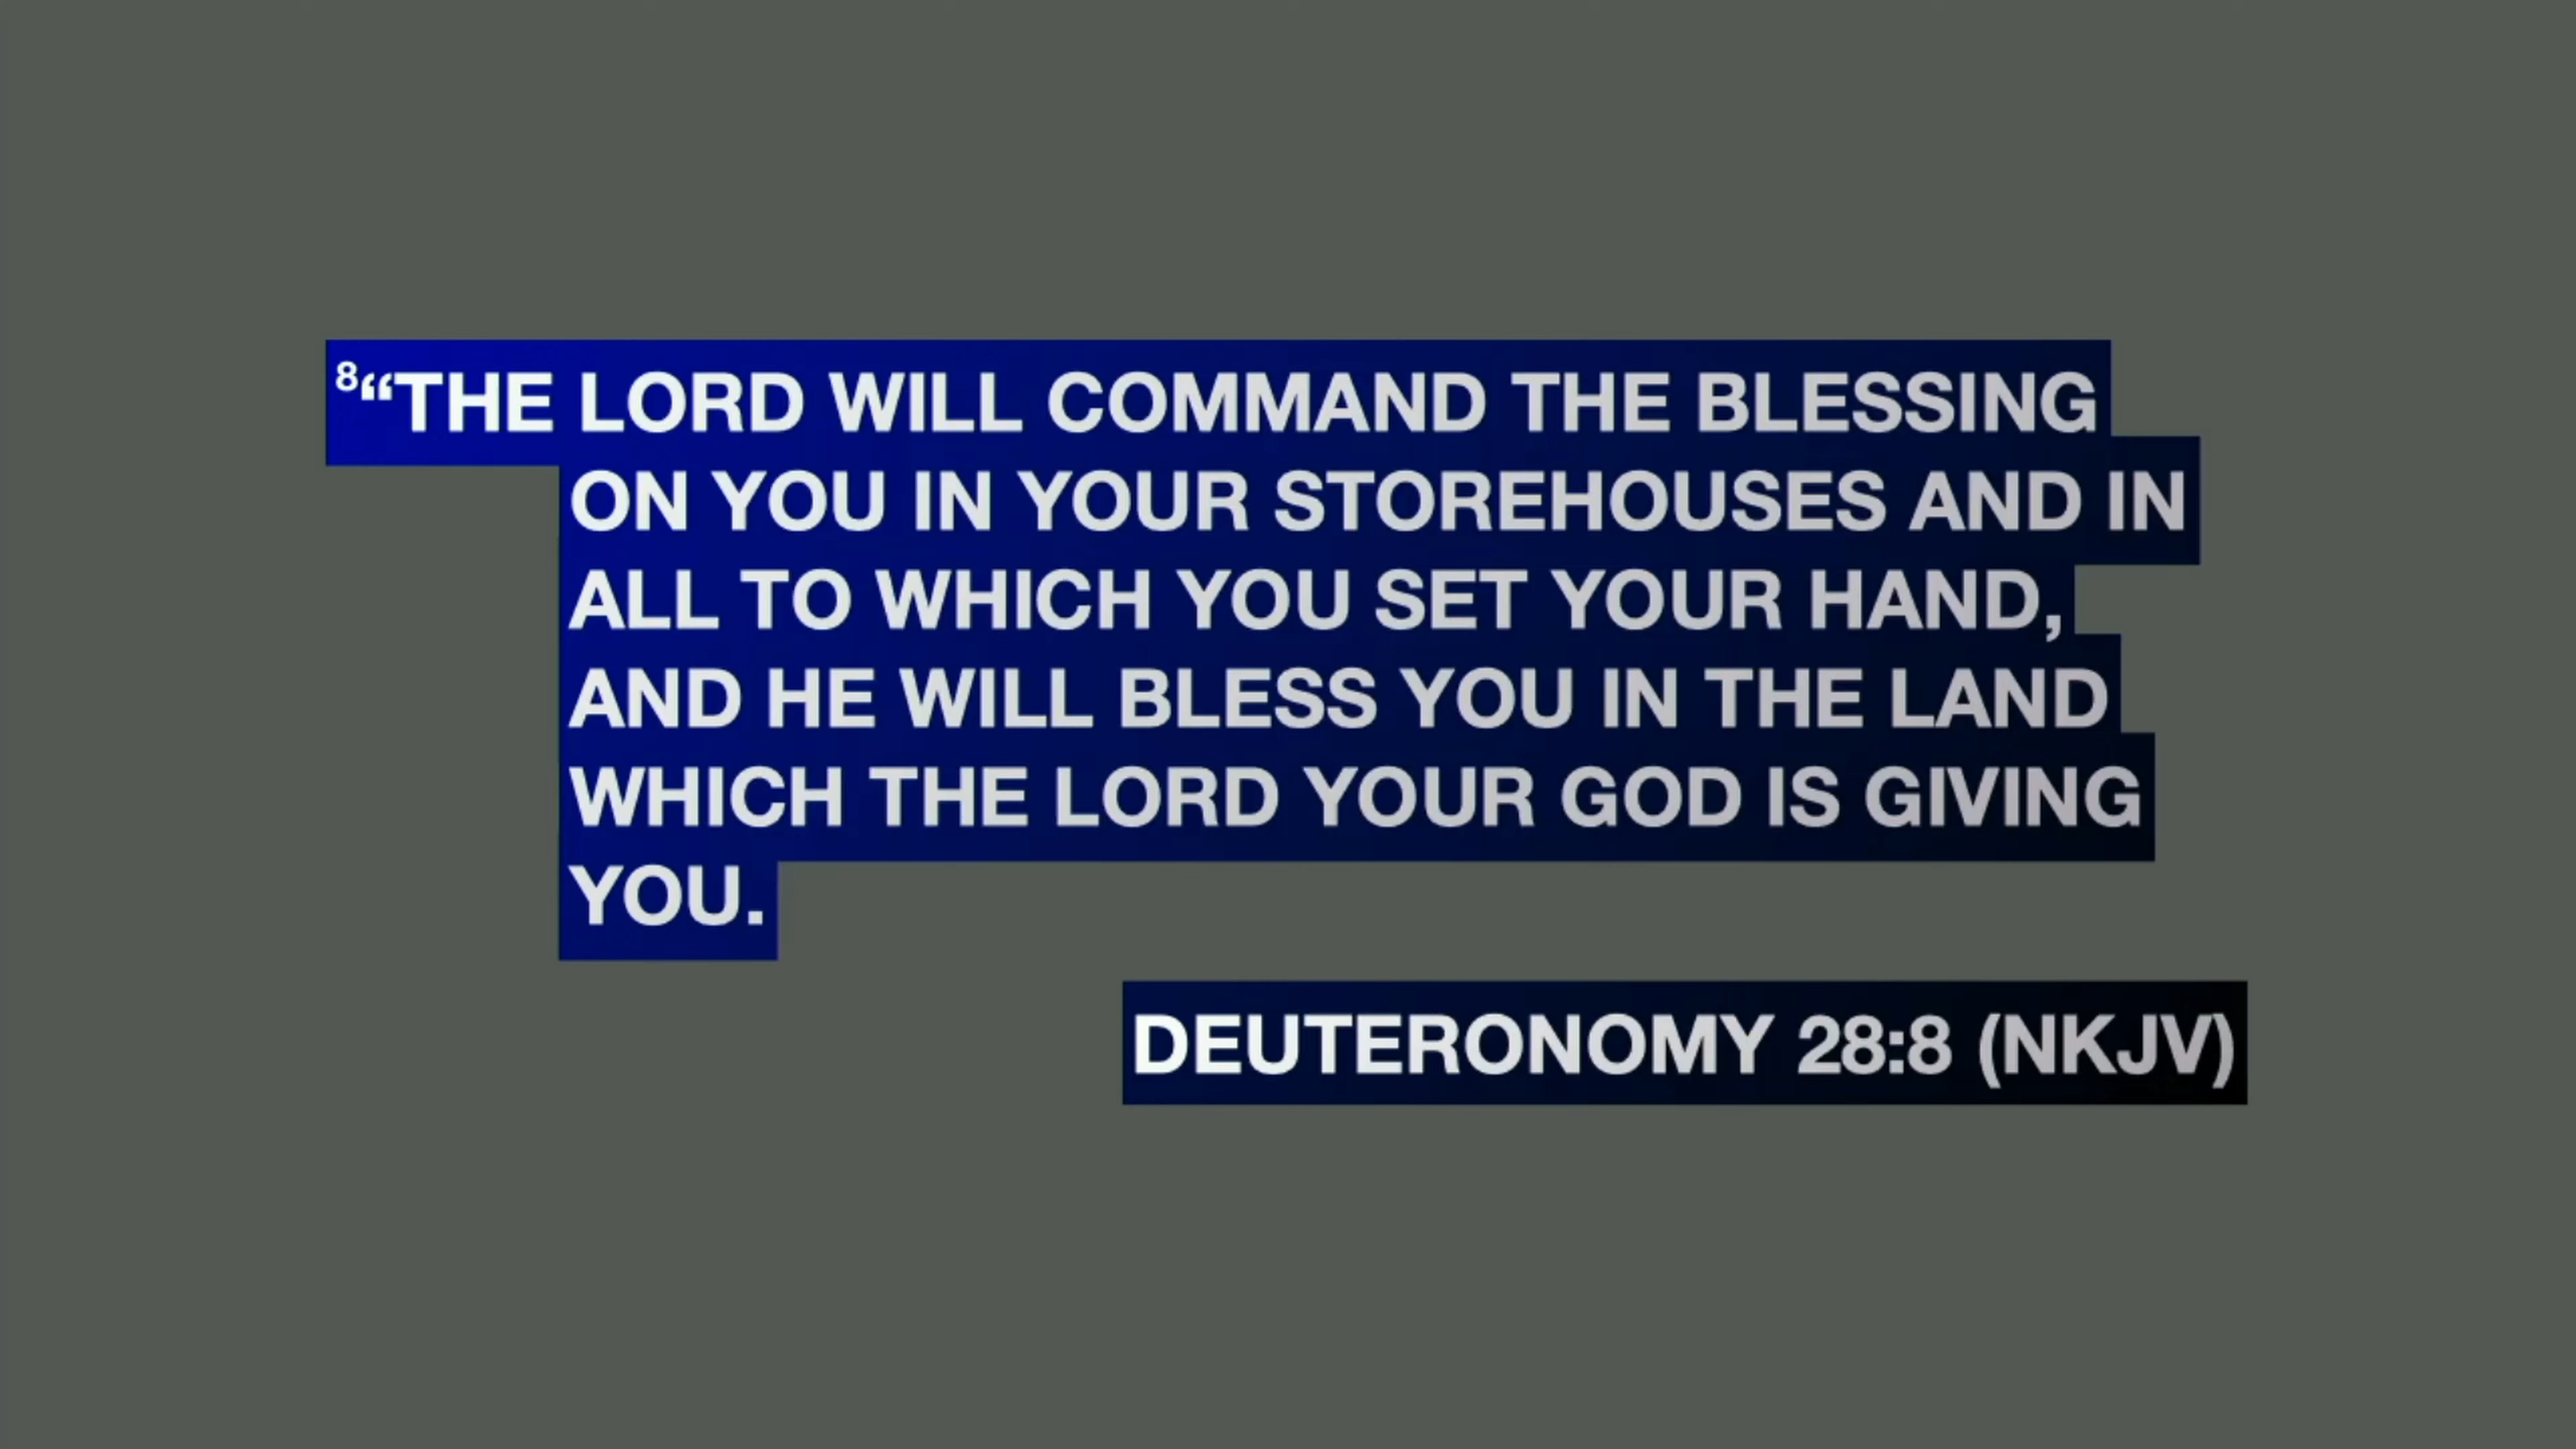 ⁸“THE LORD WILL COMMAND THE BLESSING
ON YOU IN YOUR STOREHOUSES AND IN
ALL TO WHICH YOU SET YOUR HAND,
AND HE WILL BLESS YOU IN THE LAND
WHICH THE LORD YOUR GOD IS GIVING
YOU.
DEUTERONOMY 28:8 (NKJV)